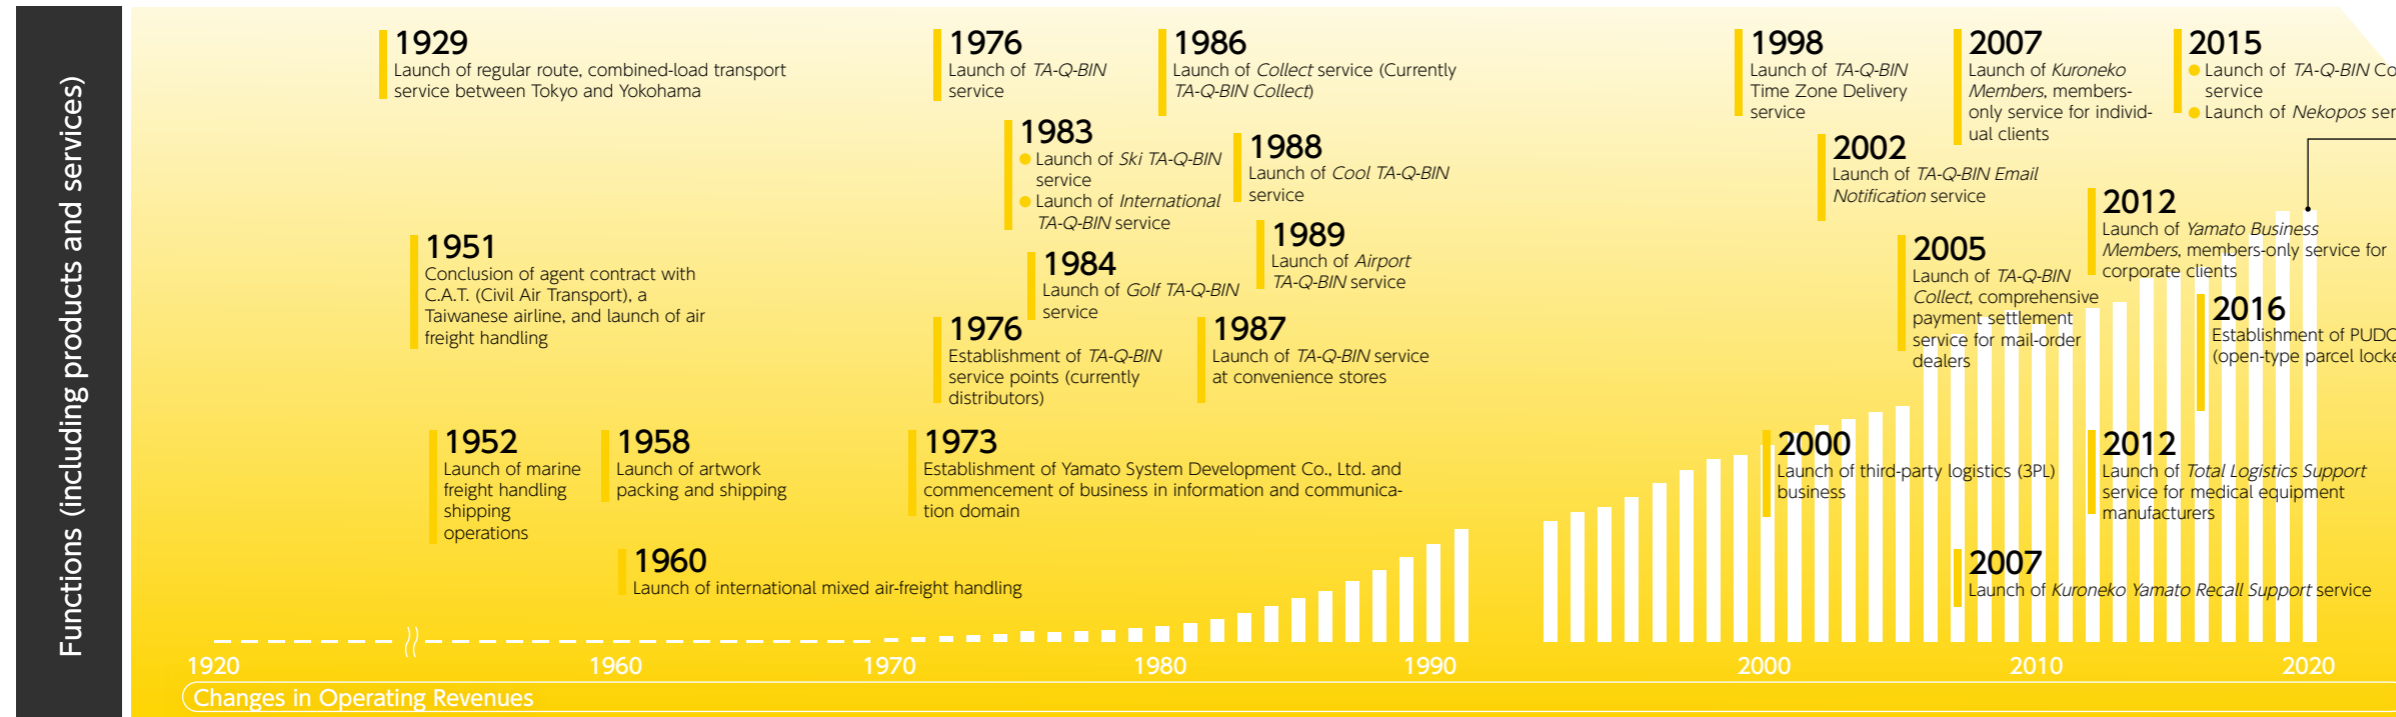 Functions (including products and services)
1929
Launch of regular route, combined-load transport
service between Tokyo and Yokohama
1951
Conclusion of agent contract with
C.A.T. (Civil Air Transport), a
Taiwanese airline, and launch of air
freight handling
1952
Launch of marine
freight handling
shipping
operations
1958
Launch of artwork
packing and shipping
1960
Launch of international mixed air-freight handling
1976
Launch of TA-Q-BIN
service
1983
Launch of Ski TA-Q-BIN
service
Launch of International
TA-Q-BIN service
1984
Launch of Golf TA-Q-BIN
service
1976
Establishment of TA-Q-BIN
service points (currently
distributors)
1973
Establishment of Yamato System Development Co., Ltd. and
commencement of business in information and communica-
tion domain
1986
Launch of Collect service (Currently
TA-Q-BIN Collect)
1988
Launch of Cool TA-Q-BIN
service
1989
Launch of Airport
TA-Q-BIN service
1987
Launch of TA-Q-BIN service
at convenience stores
1998
Launch of TA-Q-BIN
Time Zone Delivery
service
2002
Launch of TA-Q-BIN Email
Notification service
2005
Launch of TA-Q-BIN
Collect, comprehensive
payment settlement
service for mail-order
dealers
2000
Launch of third-party logistics (3PL)
business
2007
Launch of Kuroneko
Members, members-
only service for individ-
ual clients
2015
Launch of TA-Q-BIN
service
Launch of Nekopos
2012
Launch of Yamato Business
Members, members-only service for
corporate clients
2016
Establishment of PUDO
(open-type parcel
2012
Launch of Total Logistics Support
service for medical equipment
manufacturers
2007
Launch of Kuroneko Yamato Recall Support service
1920
1960
1970
1980
1990
2000
2010
2020
Changes in Operating Revenues